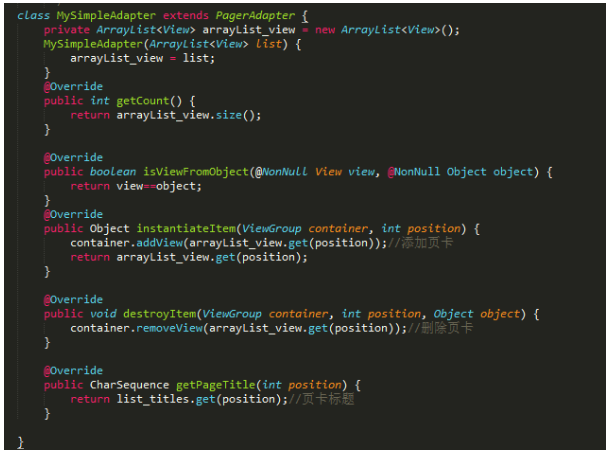 class MySimpleAdapter extends PagerAdapter {
    private ArrayList<View> arrayList_view = new ArrayList<View>();
    MySimpleAdapter(ArrayList<View> list) {
        arrayList_view = list;
    }
    @Override
    public int getCount() {
        return arrayList_view.size();
    }

    @Override
    public boolean isViewFromObject(@NonNull View view, @NonNull Object object) {
        return view==object;
    }
    @Override
    public Object instantiateItem(ViewGroup container, int position) {
        container.addView(arrayList_view.get(position));//添加页卡
        return arrayList_view.get(position);
    }

    @Override
    public void destroyItem(ViewGroup container, int position, Object object) {
        container.removeView(arrayList_view.get(position));//删除页卡
    }

    @Override
    public CharSequence getPageTitle(int position) {
        return list_titles.get(position);//页卡标题
    }

}